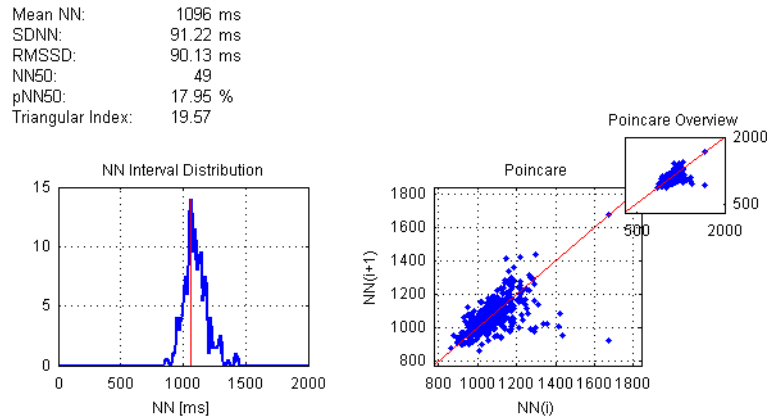 Mean NN: 1096 ms
SDNN: 91.22 ms
RMSSD: 90.13 ms
NN50: 49
pNN50: 17.95 %
Triangular Index: 19.57
Poincare Overview
2000
500
500 2000
NN Interval Distribution
15
10
5
0
0 500 1000 1500 2000
NN [ms]
Poincare
1800
1600
1400
1200
1000
800
NN(i+1)
800 1000 1200 1400 1600 1800
NN(i)